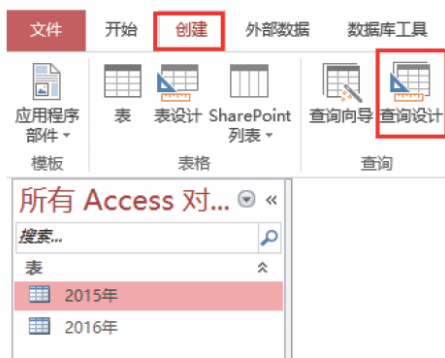 文件 开始 创建 外部数据 数据库工具
应用程序 表 表设计 SharePoint 查询向导 查询设计
部件 列表
模板 表格 查询
所有 Access 对...
搜索...
表
2015年
2016年